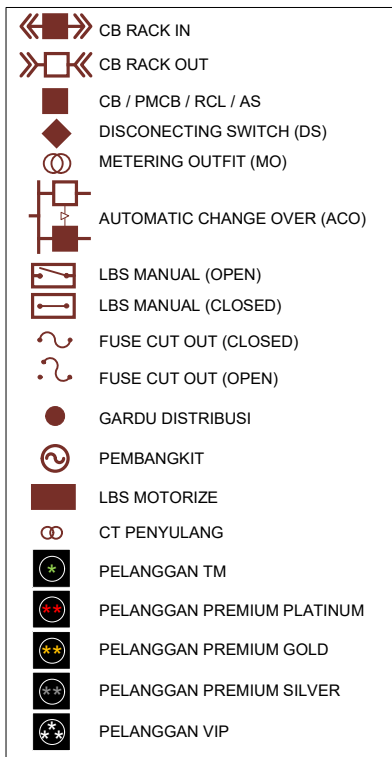 CB RACK IN
CB RACK OUT
CB / PMCB / RCL / AS
DISCONECTING SWITCH (DS)
METERING OUTFIT (MO)
AUTOMATIC CHANGE OVER (ACO)
LBS MANUAL (OPEN)
LBS MANUAL (CLOSED)
FUSE CUT OUT (CLOSED)
FUSE CUT OUT (OPEN)
GARDU DISTRIBUSI
PEMBANGKIT
LBS MOTORIZE
CT PENYULANG
PELANGGAN TM
PELANGGAN PREMIUM PLATINUM
PELANGGAN PREMIUM GOLD
PELANGGAN PREMIUM SILVER
PELANGGAN VIP